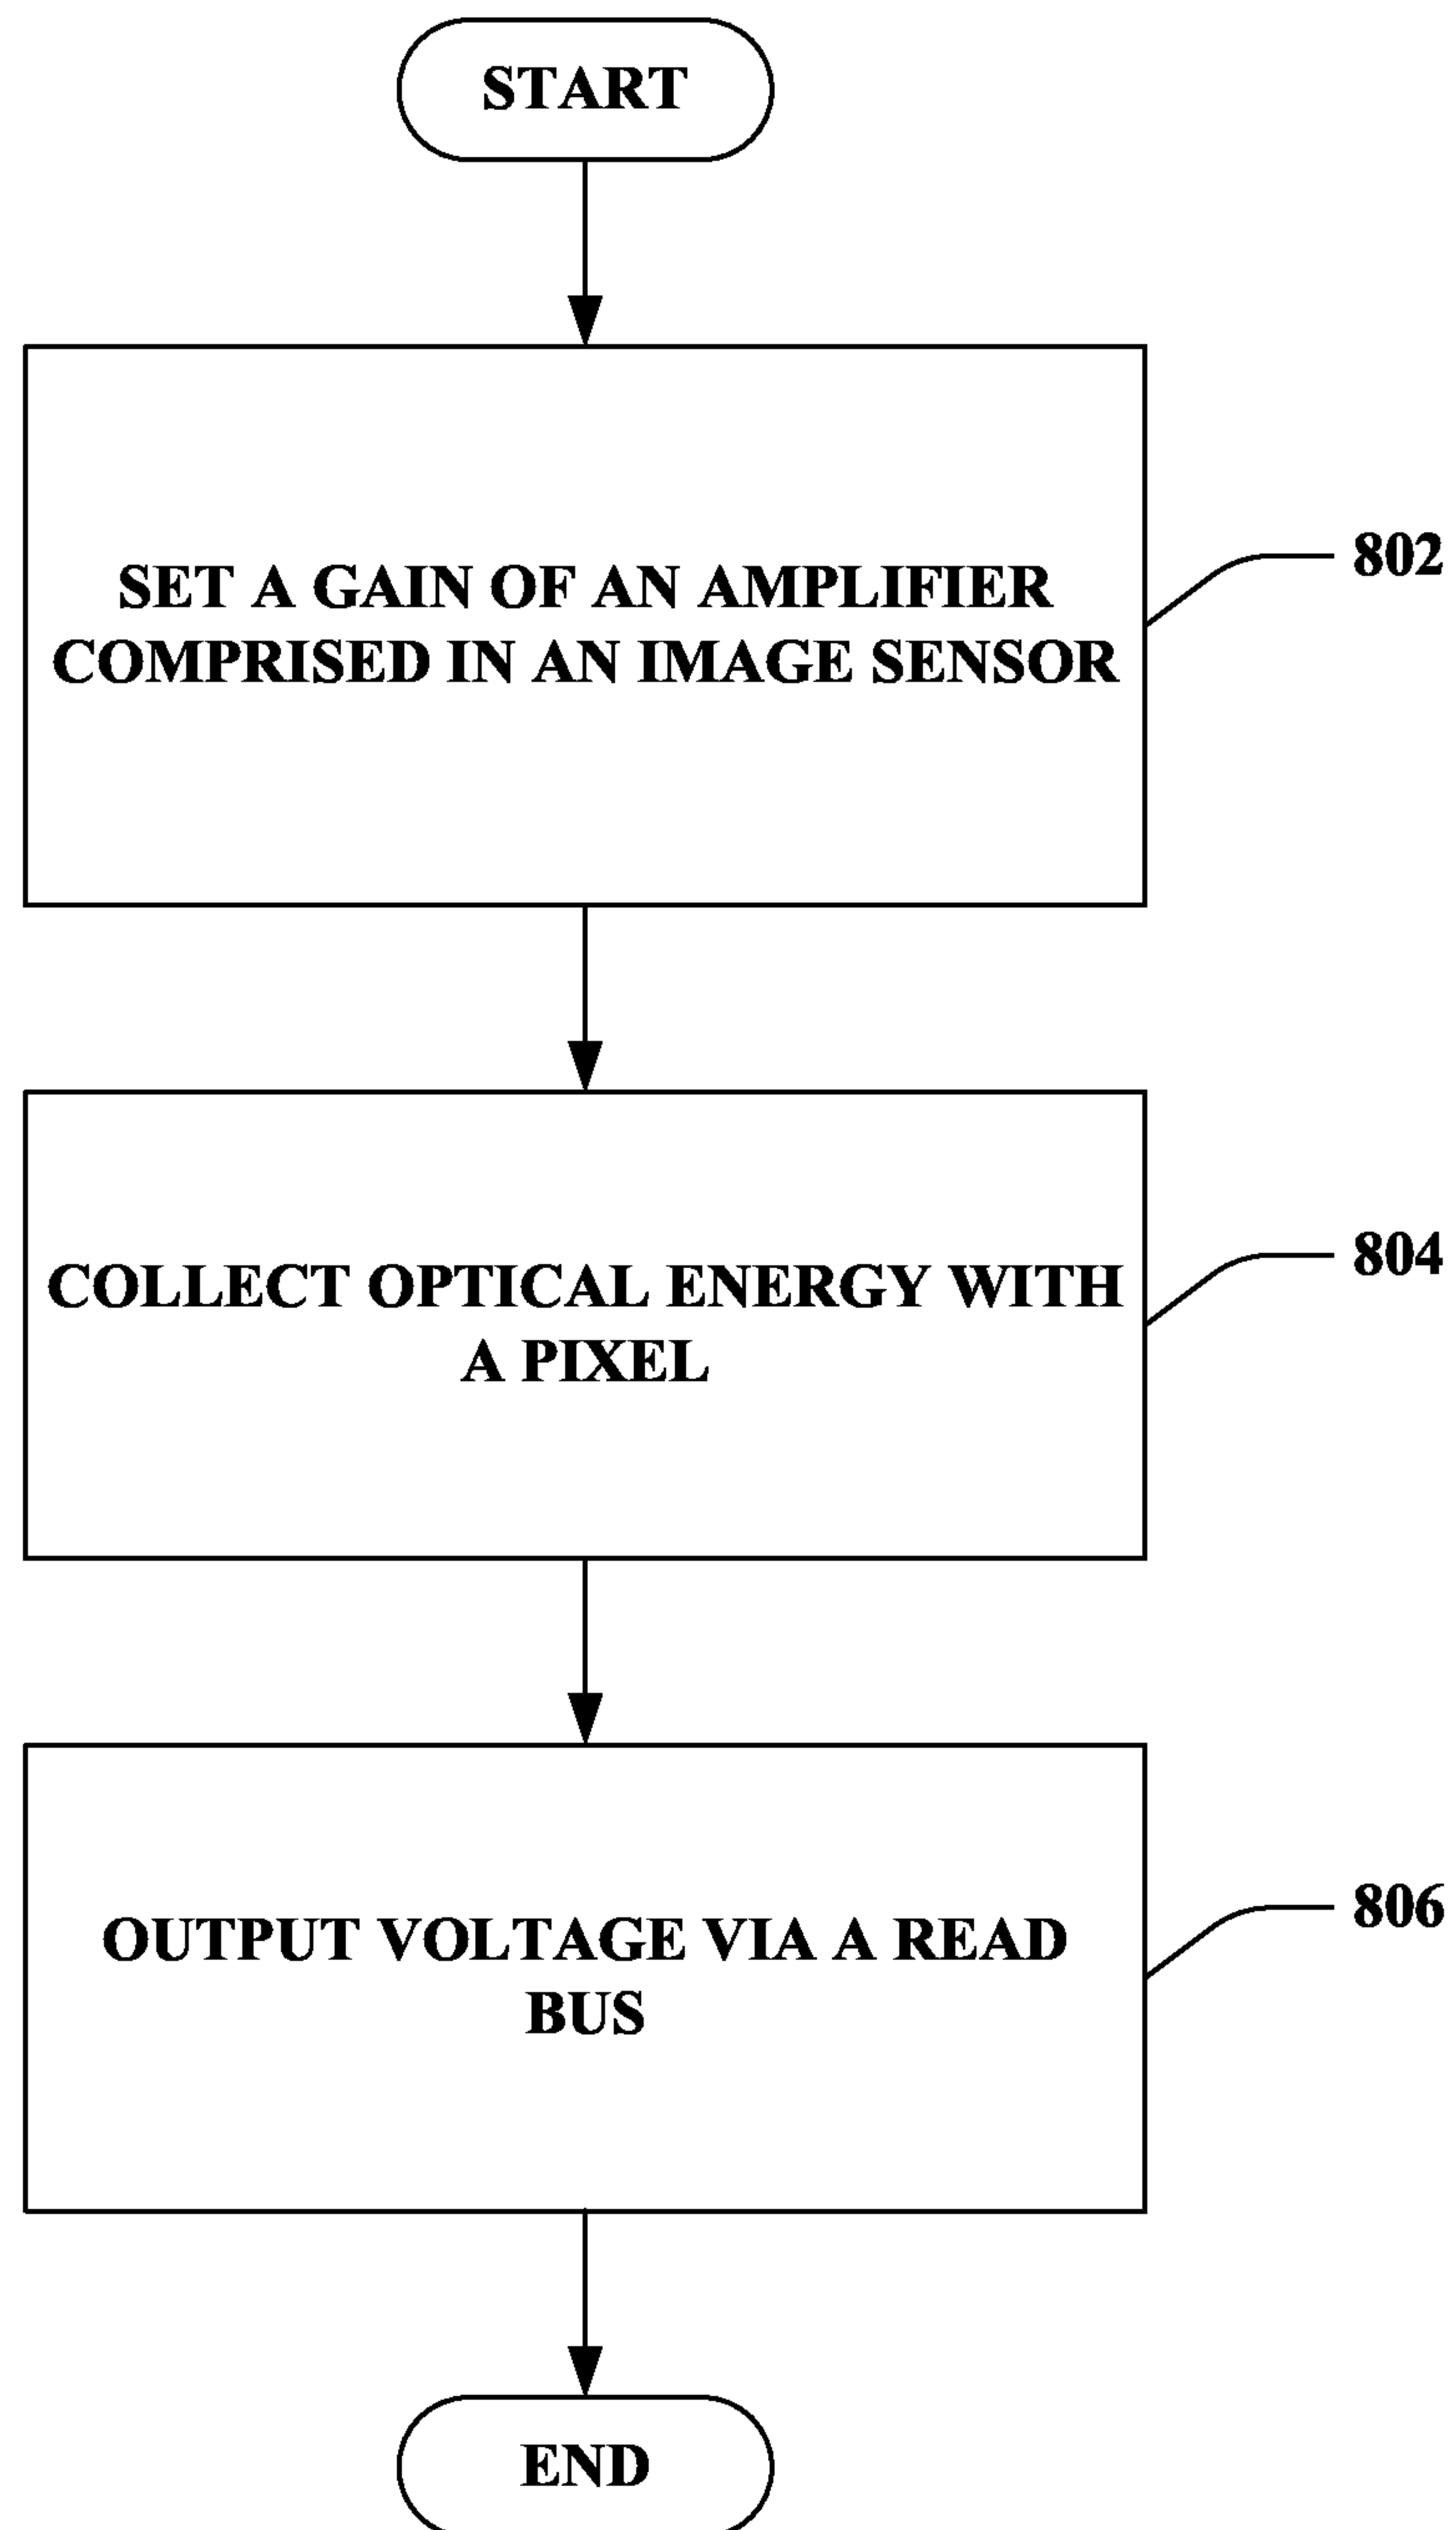 START
SET A GAIN OF AN AMPLIFIER
COMPRISED IN AN IMAGE SENSOR
802
COLLECT OPTICAL ENERGY WITH
A PIXEL
804
OUTPUT VOLTAGE VIA A READ
BUS
806
END